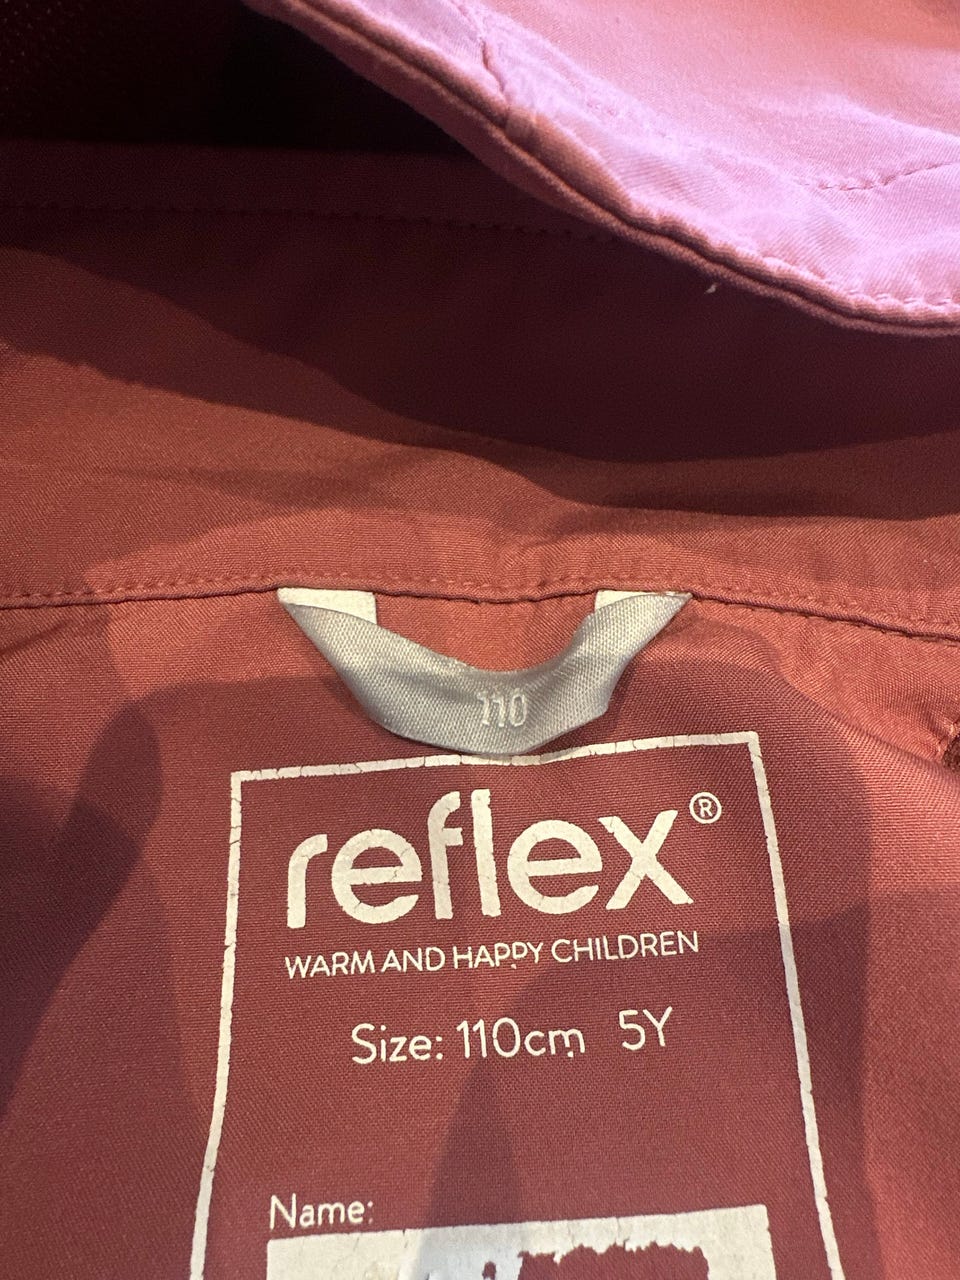 110
reflex®
WARM AND HAPPY CHILDREN
Size: 110cm 5Y
Name: